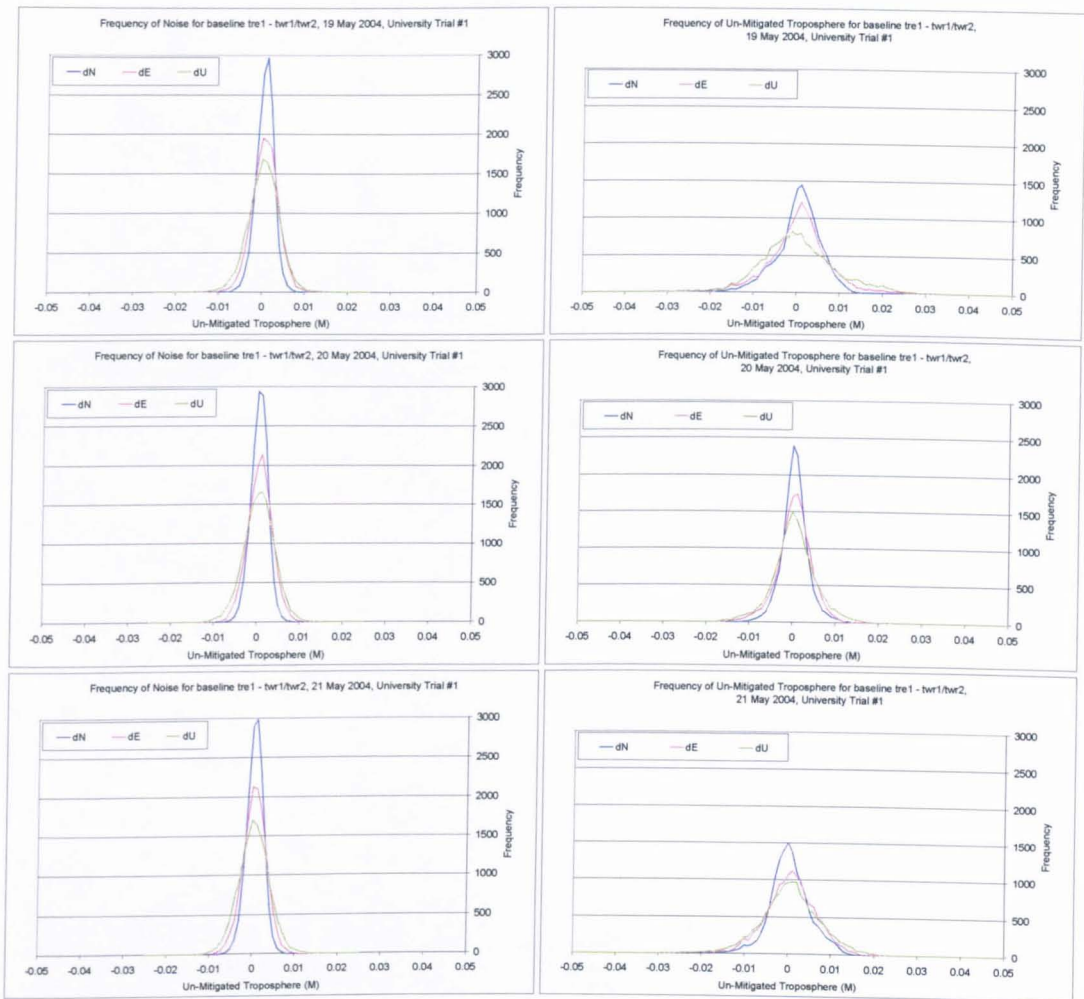 Frequency of Noise for baseline tre1 - twr1/twr2, 19 May 2004, University Trial #1
dN dE dU
3000
2500
2000
1500
1000
500
0
Frequency
-0.05 -0.04 -0.03 -0.02 -0.01 0 0.01 0.02 0.03 0.04 0.05
Un-Mitigated Troposphere (M)
Frequency of Un-Mitigated Troposphere for baseline tre1 - twr1/twr2,
19 May 2004, University Trial #1
dN dE dU
3000
2500
2000
1500
1000
500
0
Frequency
-0.05 -0.04 -0.03 -0.02 -0.01 0 0.01 0.02 0.03 0.04 0.05
Un-Mitigated Troposphere (M)
Frequency of Noise for baseline tre1 - twr1/twr2, 20 May 2004, University Trial #1
dN dE dU
3000
2500
2000
1500
1000
500
0
Frequency
-0.05 -0.04 -0.03 -0.02 -0.01 0 0.01 0.02 0.03 0.04 0.05
Un-Mitigated Troposphere (M)
Frequency of Un-Mitigated Troposphere for baseline tre1 - twr1/twr2,
20 May 2004, University Trial #1
dN dE dU
3000
2500
2000
1500
1000
500
0
Frequency
-0.05 -0.04 -0.03 -0.02 -0.01 0 0.01 0.02 0.03 0.04 0.05
Un-Mitigated Troposphere (M)
Frequency of Noise for baseline tre1 - twr1/twr2, 21 May 2004, University Trial #1
dN dE dU
3000
2500
2000
1500
1000
500
0
Frequency
-0.05 -0.04 -0.03 -0.02 -0.01 0 0.01 0.02 0.03 0.04 0.05
Un-Mitigated Troposphere (M)
Frequency of Un-Mitigated Troposphere for baseline tre1 - twr1/twr2,
21 May 2004, University Trial #1
dN dE dU
3000
2500
2000
1500
1000
500
0
Frequency
-0.05 -0.04 -0.03 -0.02 -0.01 0 0.01 0.02 0.03 0.04 0.05
Un-Mitigated Troposphere (M)